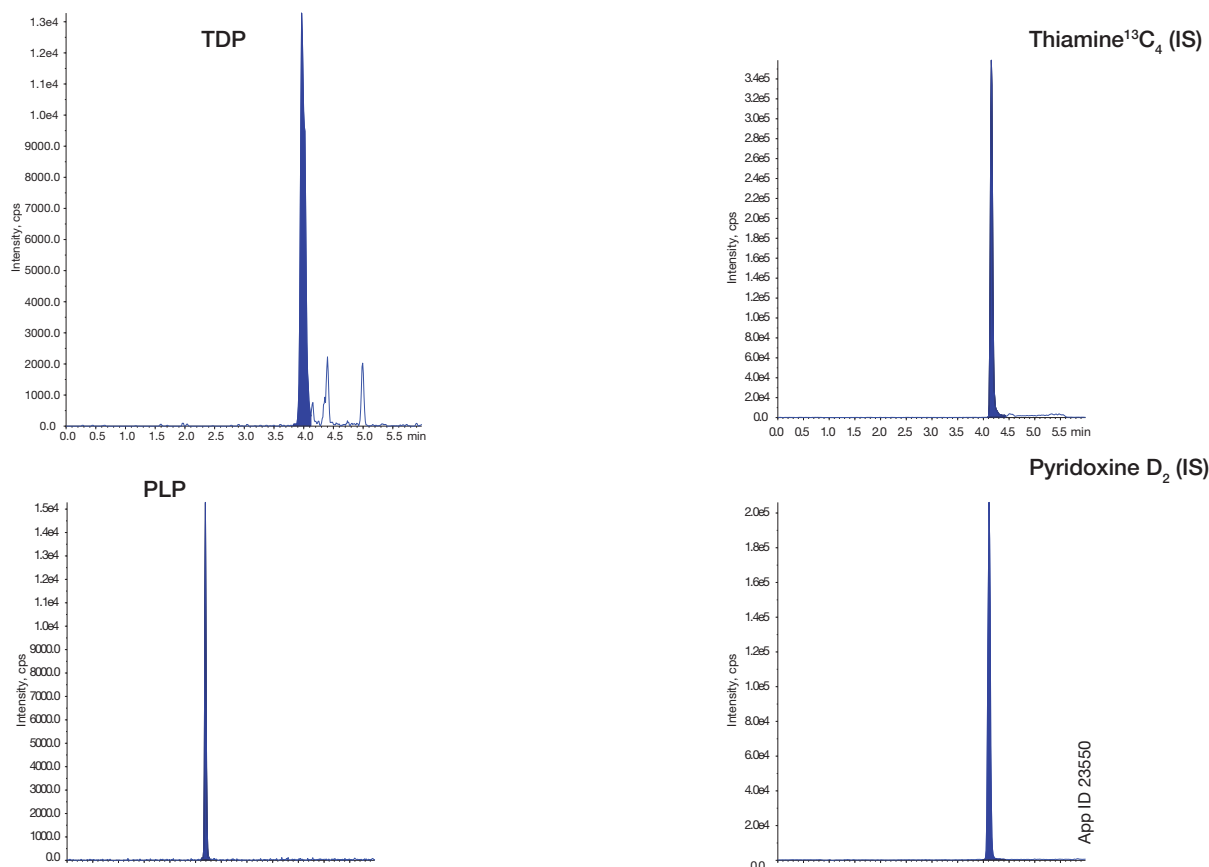 TDP
1.3e4
1.2e4
1.1e4
1.0e4
9000.0
8000.0
7000.0
6000.0
5000.0
4000.0
3000.0
2000.0
1000.0
0.0
Intensity, cps
0.0 0.5 1.0 1.5 2.0 2.5 3.0 3.5 4.0 4.5 5.0 5.5 min
Thiamine¹³C₄ (IS)
3.4e5
3.2e5
3.0e5
2.8e5
2.6e5
2.4e5
2.2e5
2.0e5
1.8e5
1.6e5
1.4e5
1.2e5
1.0e5
8.0e4
6.0e4
4.0e4
2.0e4
0.0
Intensity, cps
0.0 0.5 1.0 1.5 2.0 2.5 3.0 3.5 4.0 4.5 5.0 5.5 min
PLP
1.5e4
1.4e4
1.3e4
1.2e4
1.1e4
1.0e4
9000.0
8000.0
7000.0
6000.0
5000.0
4000.0
3000.0
2000.0
1000.0
0.0
Intensity, cps
Pyridoxine D₂ (IS)
2.0e5
1.8e5
1.6e5
1.4e5
1.2e5
1.0e5
8.0e4
6.0e4
4.0e4
2.0e4
0.0
Intensity, cps
App ID 23550